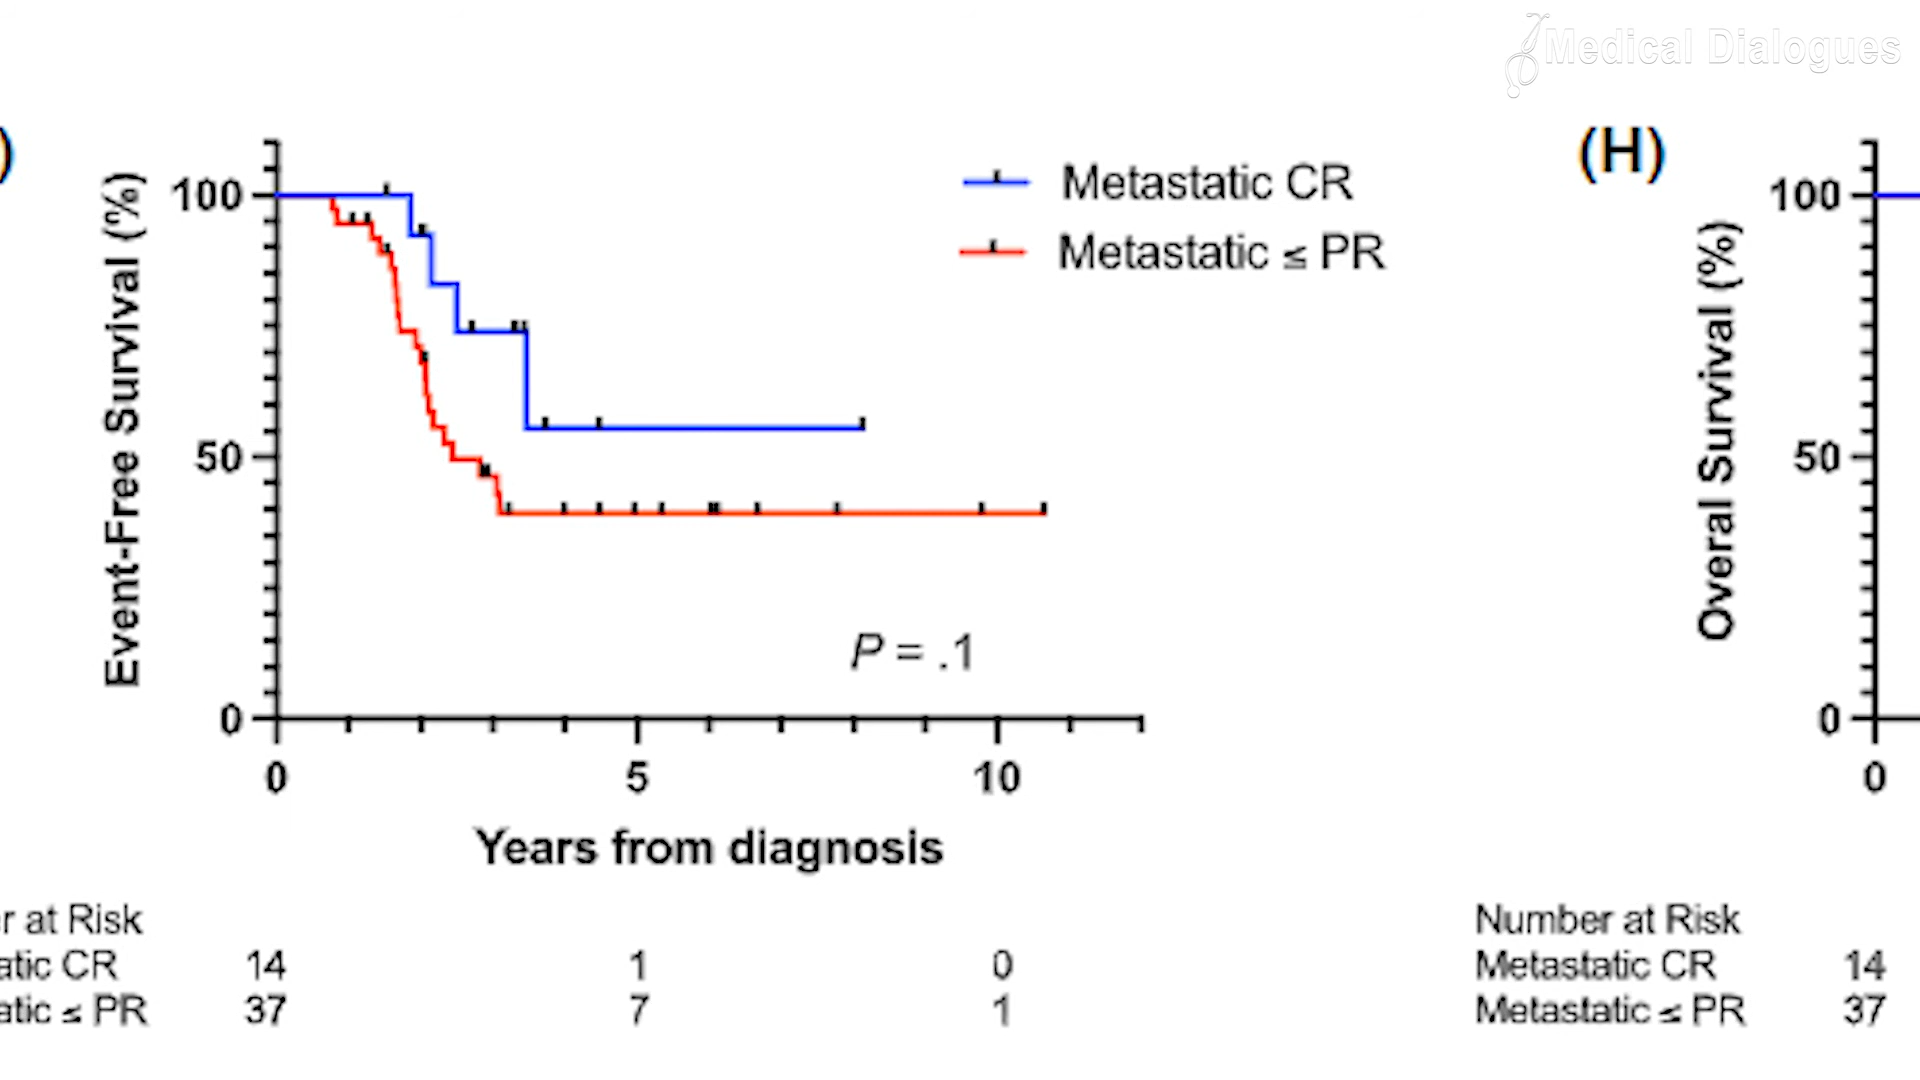 Medical Dialogues
)
Event-Free Survival (%)
100
50
0
Metastatic CR
Metastatic ≤ PR
P = .1
0 5 10
Years from diagnosis
r at Risk
atic CR 14 1 0
atic ≤ PR 37 7 1
(H)
Overal Survival (%)
100
50
0
0
Number at Risk
Metastatic CR 14
Metastatic ≤ PR 37